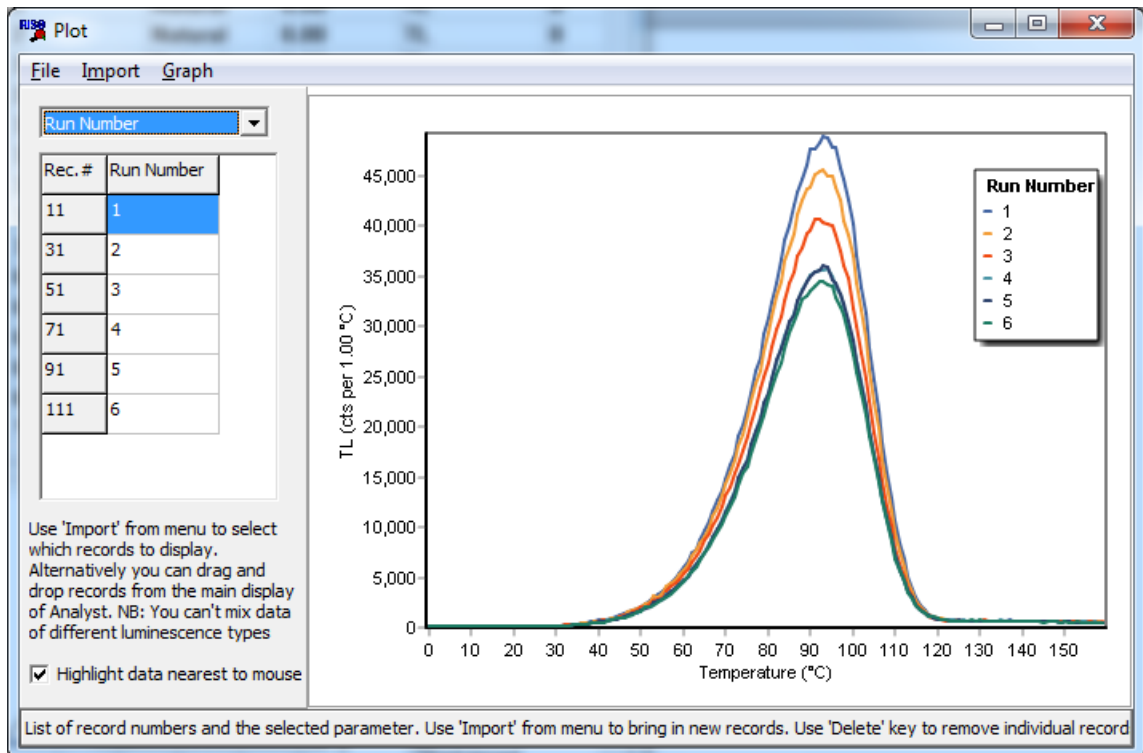 Natural 0.00 TL 0
RISO Plot
File Import Graph
Run Number
Rec. # Run Number
11 1
31 2
51 3
71 4
91 5
111 6
Use 'Import' from menu to select
which records to display.
Alternatively you can drag and
drop records from the main display
of Analyst. NB: You can't mix data
of different luminescence types
Highlight data nearest to mouse
TL (cts per 1.00 °C)
45,000
40,000
35,000
30,000
25,000
20,000
15,000
10,000
5,000
0
0 10 20 30 40 50 60 70 80 90 100 110 120 130 140 150
Temperature (°C)
Run Number
1
2
3
4
5
6
List of record numbers and the selected parameter. Use 'Import' from menu to bring in new records. Use 'Delete' key to remove individual record